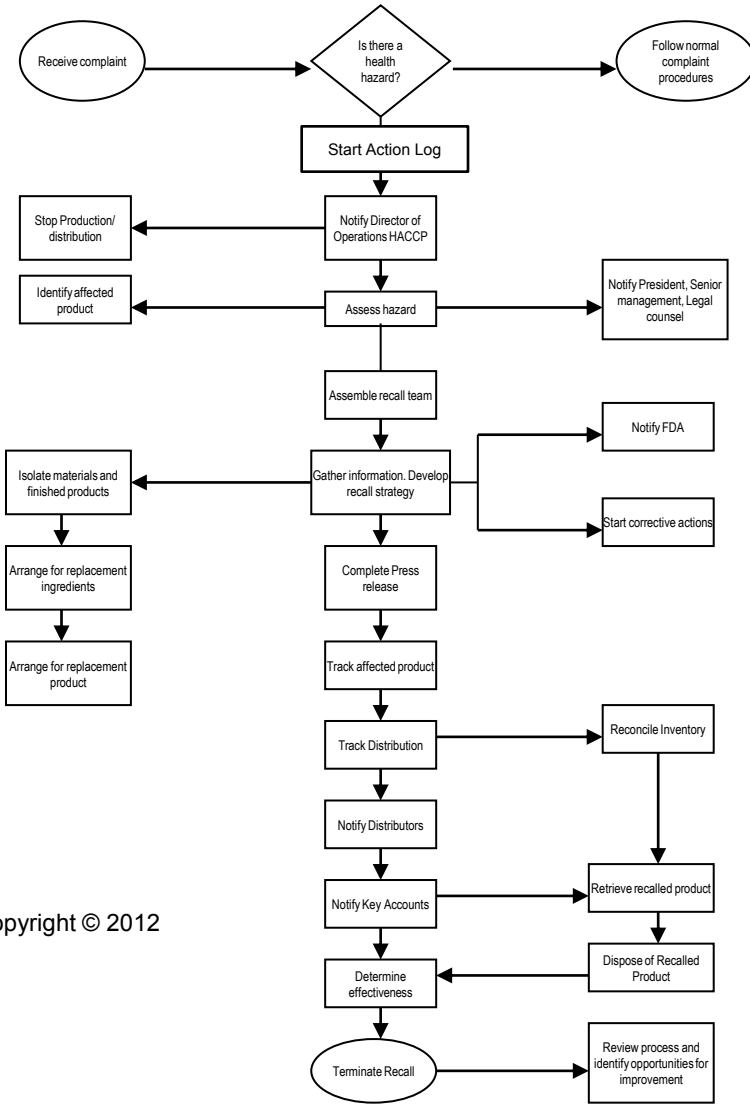 Receive complaint
Is there a
health
hazard?
Follow normal
complaint
procedures
Start Action Log
Stop Production/
distribution
Notify Director of
Operations HACCP
Identify affected
product
Assess hazard
Notify President, Senior
management, Legal
counsel
Assemble recall team
Notify FDA
Isolate materials and
finished products
Gather information. Develop
recall strategy
Start corrective actions
Arrange for replacement
ingredients
Complete Press
release
Arrange for replacement
product
Track affected product
Track Distribution
Reconcile Inventory
Notify Distributors
Notify Key Accounts
Retrieve recalled product
opyright © 2012
Determine
effectiveness
Dispose of Recalled
Product
Terminate Recall
Review process and
identify opportunities for
improvement